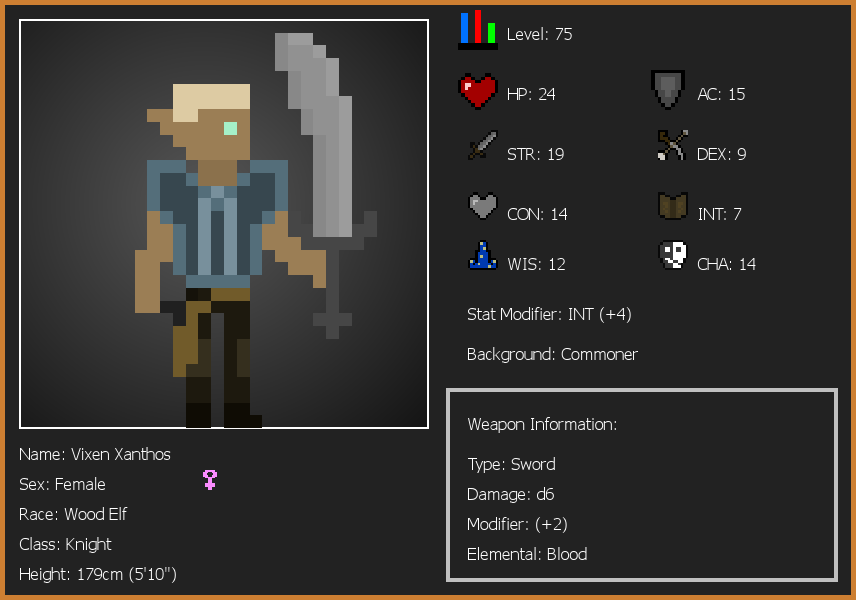 Level: 75
HP: 24
AC: 15
STR: 19
DEX: 9
CON: 14
INT: 7
WIS: 12
CHA: 14
Stat Modifier: INT (+4)
Background: Commoner
Weapon Information:
Type: Sword
Damage: d6
Modifier: (+2)
Elemental: Blood
Name: Vixen Xanthos
Sex: Female
Race: Wood Elf
Class: Knight
Height: 179cm (5'10")